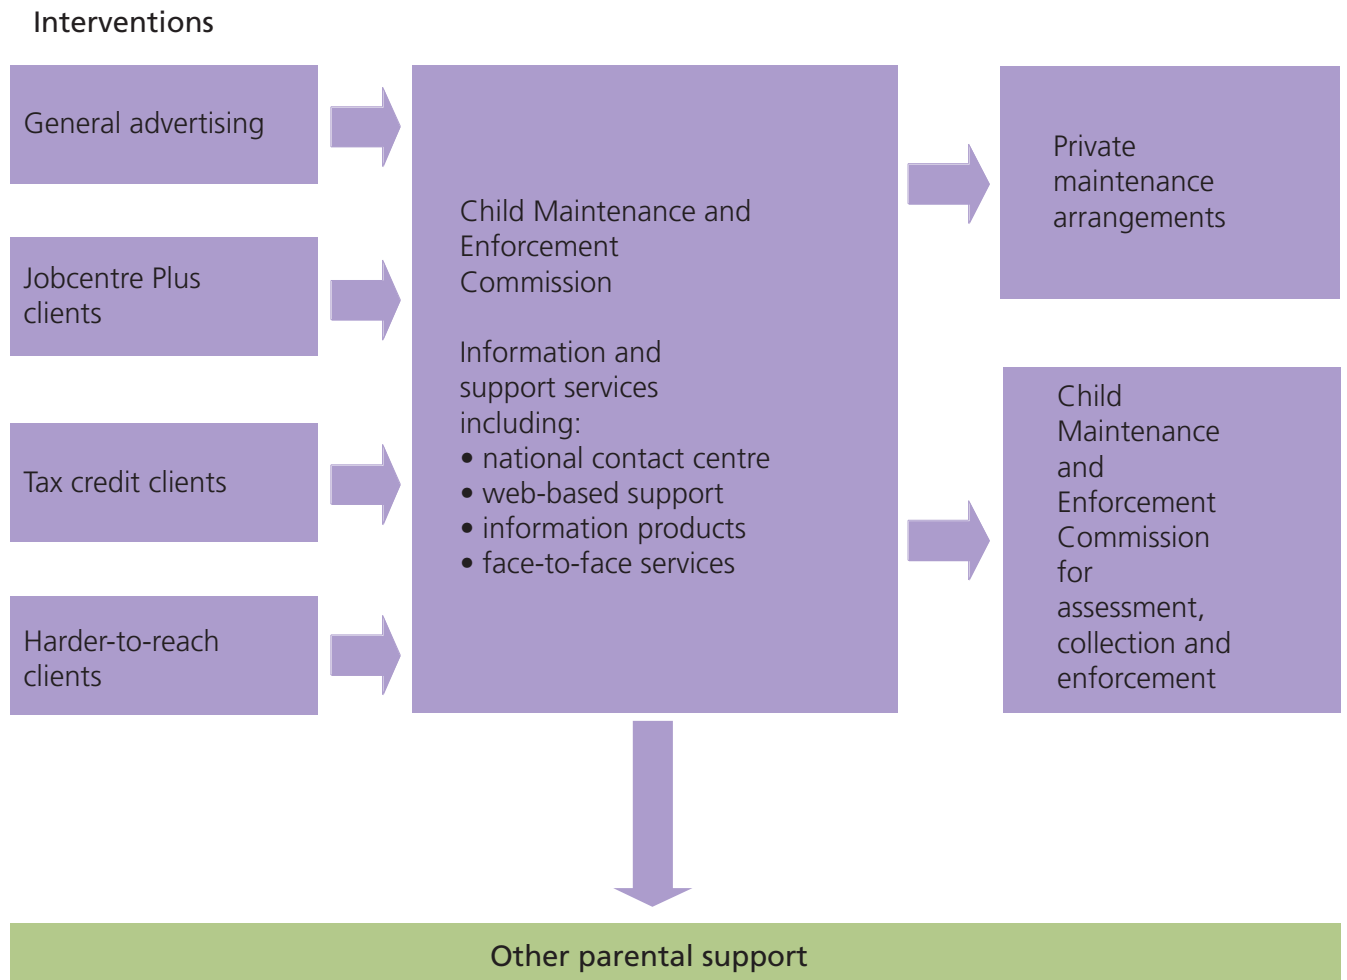 Interventions
General advertising
Jobcentre Plus
clients
Tax credit clients
Harder-to-reach
clients
Child Maintenance and
Enforcement
Commission
Information and
support services
including:
• national contact centre
• web-based support
• information products
• face-to-face services
Private
maintenance
arrangements
Child
Maintenance
and
Enforcement
Commission
for
assessment,
collection and
enforcement
Other parental support